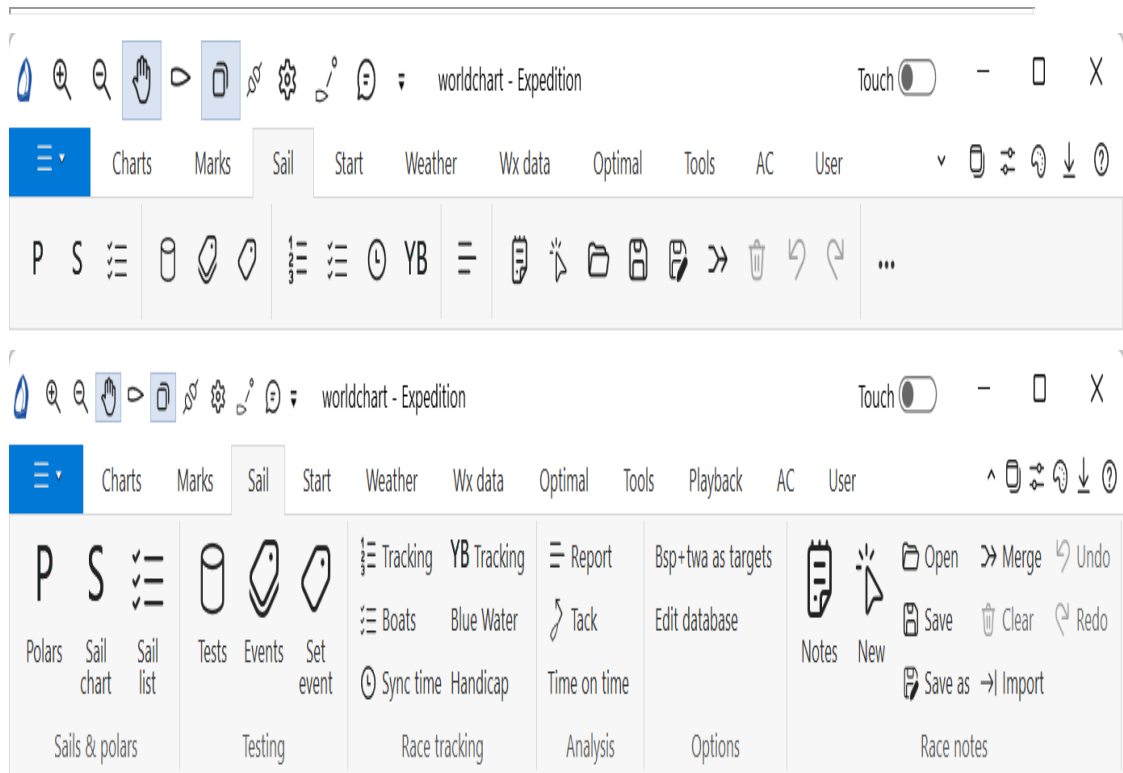 worldchart - Expedition Touch
Charts Marks Sail Start Weather Wx data Optimal Tools AC User
P S YB
worldchart - Expedition Touch
Charts Marks Sail Start Weather Wx data Optimal Tools Playback AC User
P S Tracking YB Tracking Report Bsp+twa as targets Open Merge Undo
Boats Blue Water Tack Edit database Save Clear Redo
Polars Sail chart Sail list Tests Events Set event Sync time Handicap Time on time Notes New Save as Import
Sails & polars Testing Race tracking Analysis Options Race notes